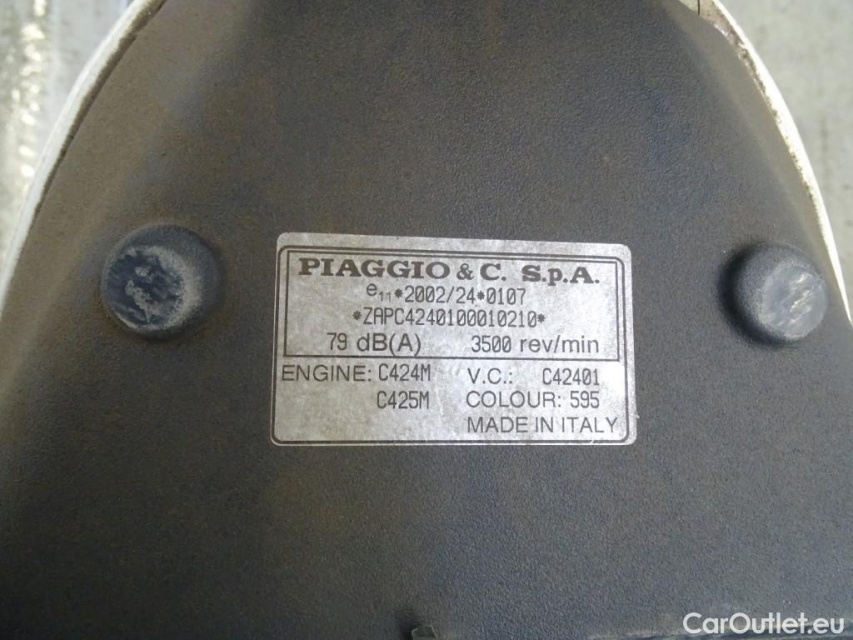 PIAGGIO & C. S.p.A.
e11*2002/24*0107
*ZAPC4240100010210*
79 dB(A) 3500 rev/min
ENGINE: C424M V.C.: C42401
C425M COLOUR: 595
MADE IN ITALY
CarOutlet.eu